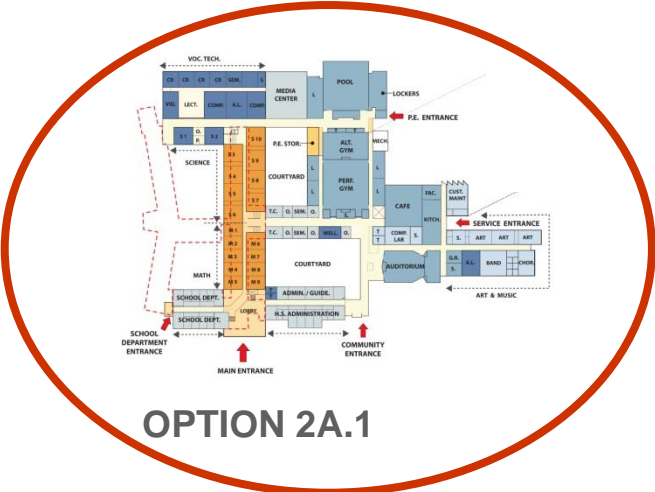 VOC. TECH.
CR CR CR CR SEM. L
VID. LECT. COMP. A.L. COMP.
MEDIA
CENTER
L
POOL
LOCKERS
P.E. ENTRANCE
S 1 O. S 2
P.
S 10
P.E. STOR.
ALT.
GYM
MECH.
SCIENCE
S 3
S 9
S 4
S 8
S 5
S 7
S 6
COURTYARD
L
L
PERF.
GYM
L
S
T.C. O. SEM. O.
T.C. O. SEM. WELL. O.
CAFE
FAC.
KITCH.
CUST.
MAINT
SERVICE ENTRANCE
T
T
COMP.
LAB
S.
S. ART ART ART
M 1
M 2
M 3
M 4
M 5
M 6
M 7
M 8
M 9
MATH
COURTYARD
AUDITORIUM
G.R.
S.
A.L. BAND CHOR.
ART & MUSIC
SCHOOL DEPT.
SCHOOL DEPT.
LOBBY
T
ADMIN. / GUIDE.
H.S. ADMINISTRATION
SCHOOL
DEPARTMENT
ENTRANCE
MAIN ENTRANCE
COMMUNITY
ENTRANCE
OPTION 2A.1